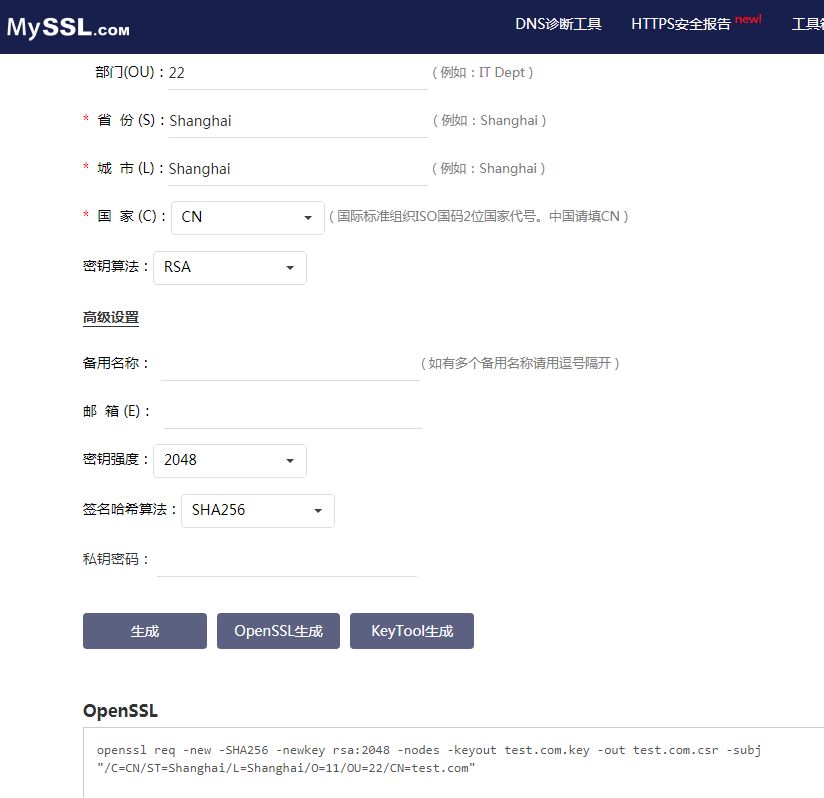 MySSL.com DNS诊断工具 HTTPS安全报告 new! 工具
部门(OU)：22 ( 例如：IT Dept )
* 省 份 (S)：Shanghai ( 例如：Shanghai )
* 城 市 (L)：Shanghai ( 例如：Shanghai )
* 国 家 (C)： CN ( 国际标准组织ISO国码2位国家代号。中国请填CN )
密钥算法： RSA
高级设置
备用名称： ( 如有多个备用名称请用逗号隔开 )
邮 箱 (E)：
密钥强度： 2048
签名哈希算法： SHA256
私钥密码：
生成 OpenSSL生成 KeyTool生成
OpenSSL
openssl req -new -SHA256 -newkey rsa:2048 -nodes -keyout test.com.key -out test.com.csr -subj
"/C=CN/ST=Shanghai/L=Shanghai/O=11/OU=22/CN=test.com"